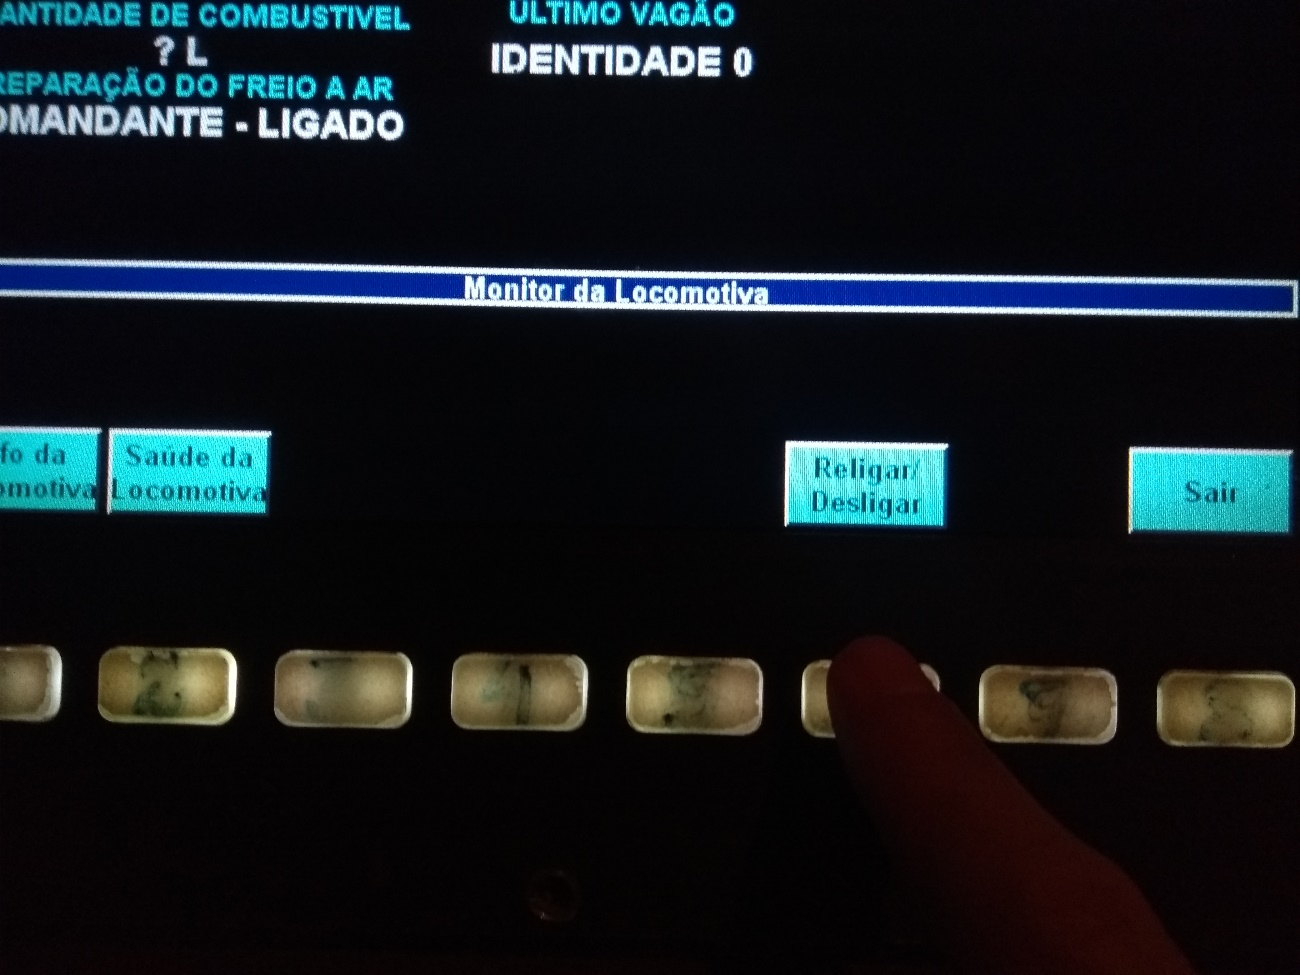 ANTIDADE DE COMBUSTIVEL
? L
REPARAÇÃO DO FREIO A AR
OMANDANTE - LIGADO
ULTIMO VAGÃO
IDENTIDADE 0
Monitor da Locomotiva
fo da
omotiva
Saúde da
Locomotiva
Religar/
Desligar
Sair